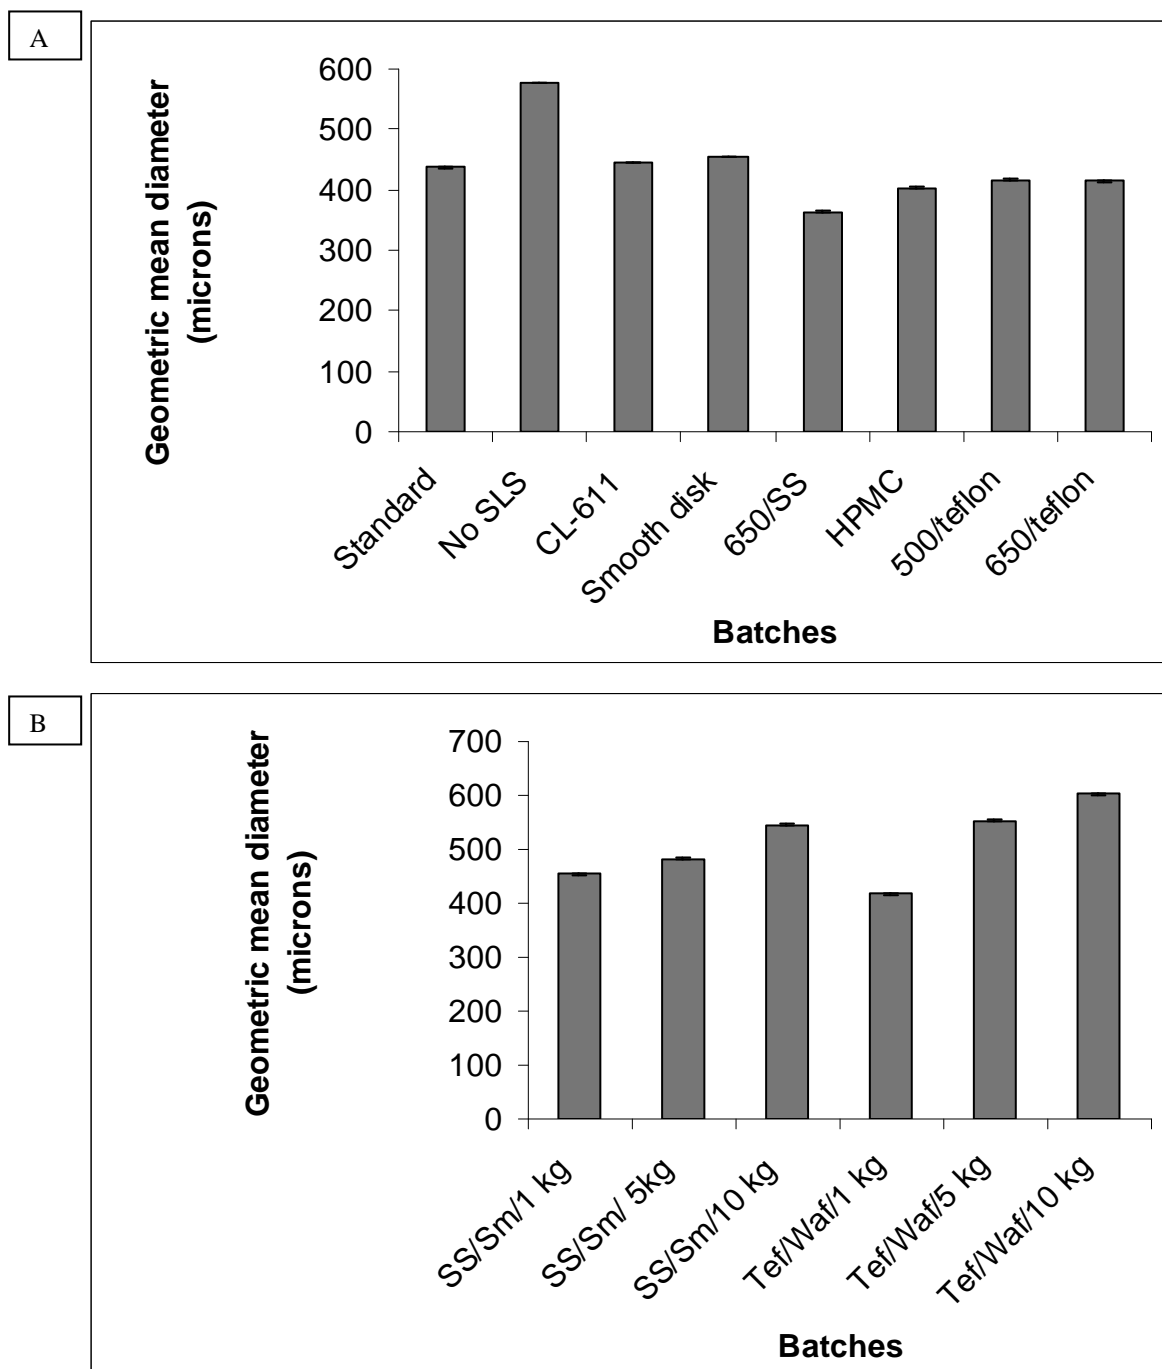 A
Geometric mean diameter
(microns)
600
500
400
300
200
100
0
Standard
No SLS
CL-611
Smooth disk
650/SS
HPMC
500/teflon
650/teflon
Batches
B
Geometric mean diameter
(microns)
700
600
500
400
300
200
100
0
SS/Sm/1 kg
SS/Sm/ 5kg
SS/Sm/10 kg
Tef/Waf/1 kg
Tef/Waf/5 kg
Tef/Waf/10 kg
Batches